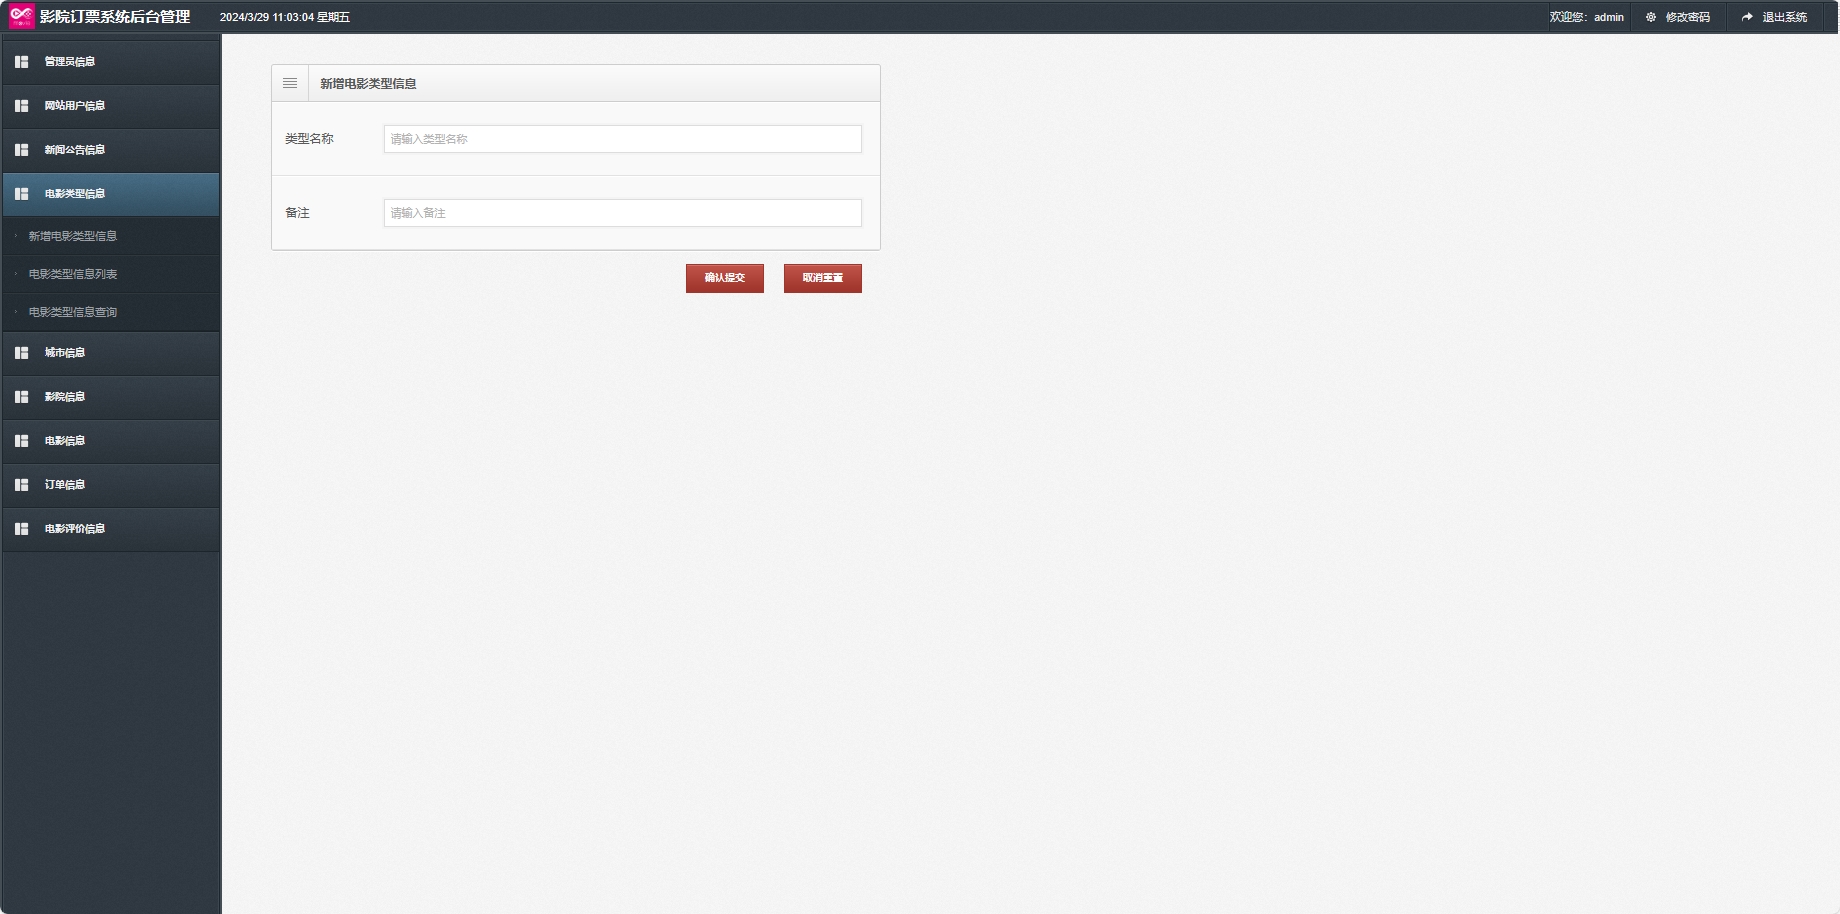 影院订票系统后台管理 2024/3/29 11:03:04 星期五 欢迎您：admin 修改密码 退出系统
管理员信息
网站用户信息
新闻公告信息
电影类型信息
新增电影类型信息
电影类型信息列表
电影类型信息查询
城市信息
影院信息
电影信息
订单信息
电影评价信息
新增电影类型信息
类型名称 请输入类型名称
备注 请输入备注
确认提交 取消重置